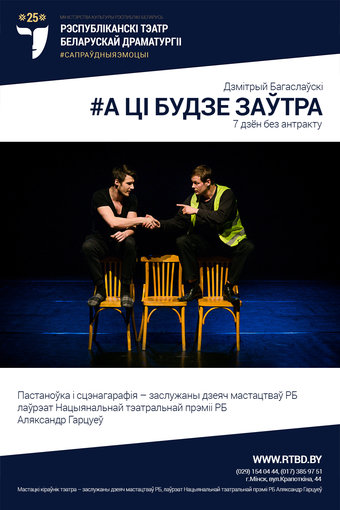 25
МІНІСТЭРСТВА КУЛЬТУРЫ РЭСПУБЛІКІ БЕЛАРУСЬ
РЭСПУБЛІКАНСКІ ТЭАТР
БЕЛАРУСКАЙ ДРАМАТУРГІІ
#САПРАЎДНЫЯЭМОЦЫІ
Дзмітрый Багаслаўскі
#А ЦІ БУДЗЕ ЗАЎТРА
7 дзён без антракту
Пастаноўка і сцэнаграфія – заслужаны дзеяч мастацтваў РБ
лаўрэат Нацыянальнай тэатральнай прэміі РБ
Аляксандр Гарцуеў
WWW.RTBD.BY
(029) 154 04 44, (017) 385 97 51
г.Мінск, вул.Крапоткіна, 44
Мастацкі кіраўнік тэатра – заслужаны дзеяч мастацтваў РБ, лаўрэат Нацыянальнай тэатральнай прэміі РБ Аляксандр Гарцуеў